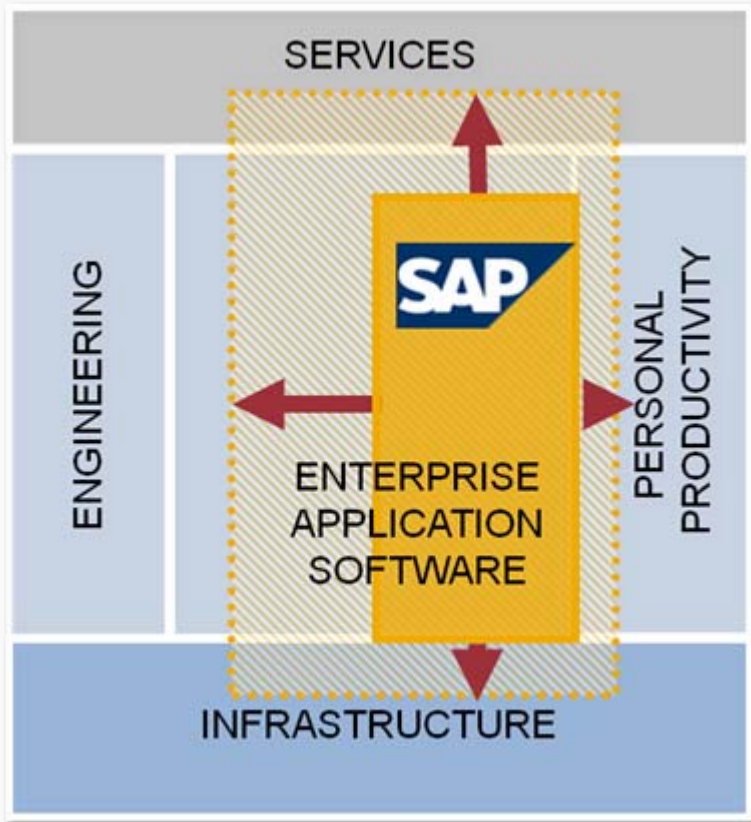 SERVICES
ENGINEERING
SAP
ENTERPRISE
APPLICATION
SOFTWARE
PERSONAL
PRODUCTIVITY
INFRASTRUCTURE